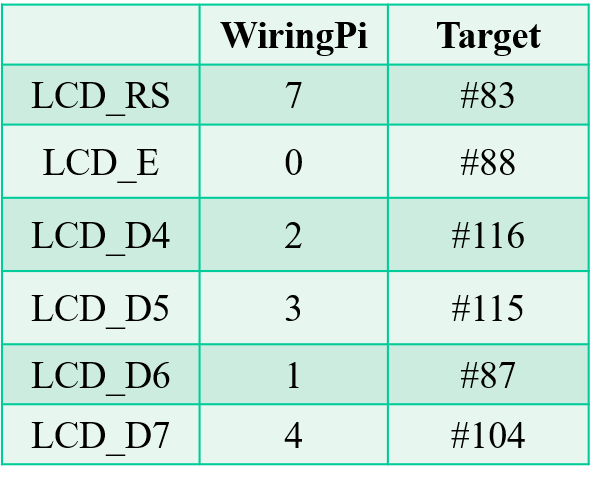 WiringPi Target
LCD_RS 7 #83
LCD_E 0 #88
LCD_D4 2 #116
LCD_D5 3 #115
LCD_D6 1 #87
LCD_D7 4 #104